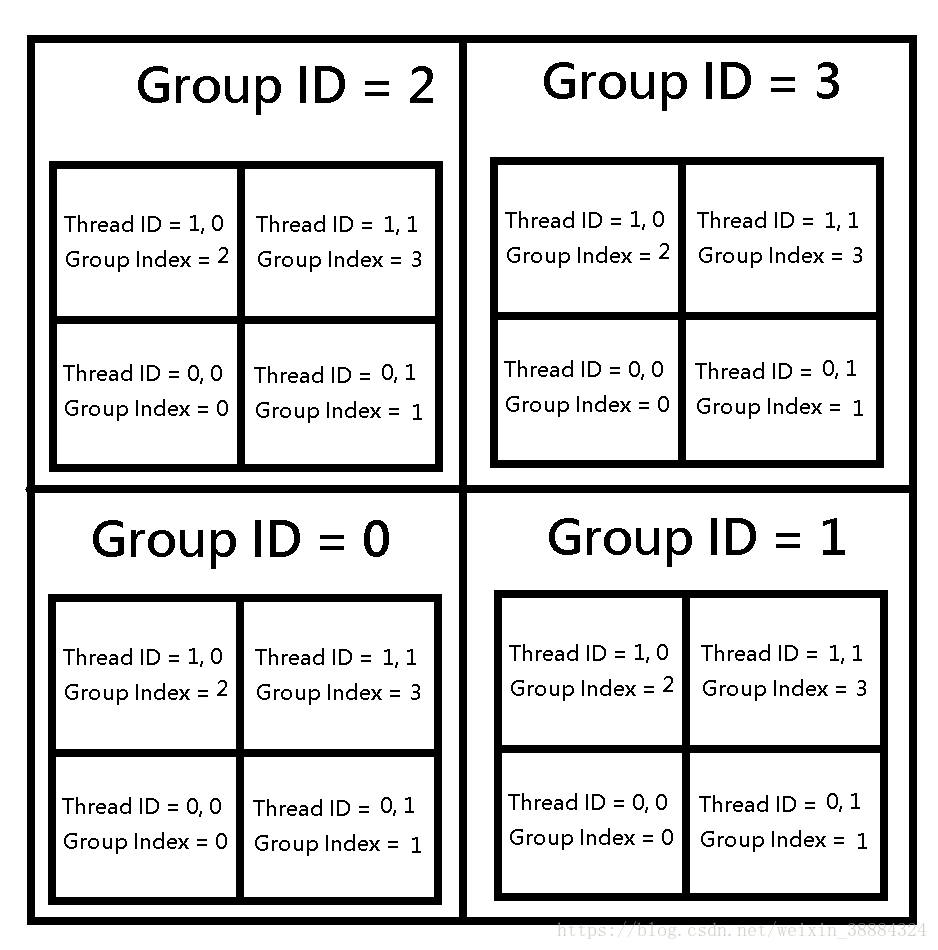 Group ID = 2
Thread ID = 1, 0
Group Index = 2
Thread ID = 1, 1
Group Index = 3
Thread ID = 0, 0
Group Index = 0
Thread ID = 0, 1
Group Index = 1
Group ID = 3
Thread ID = 1, 0
Group Index = 2
Thread ID = 1, 1
Group Index = 3
Thread ID = 0, 0
Group Index = 0
Thread ID = 0, 1
Group Index = 1
Group ID = 0
Thread ID = 1, 0
Group Index = 2
Thread ID = 1, 1
Group Index = 3
Thread ID = 0, 0
Group Index = 0
Thread ID = 0, 1
Group Index = 1
Group ID = 1
Thread ID = 1, 0
Group Index = 2
Thread ID = 1, 1
Group Index = 3
Thread ID = 0, 0
Group Index = 0
Thread ID = 0, 1
Group Index = 1
https://blog.csdn.net/weixin_38884324